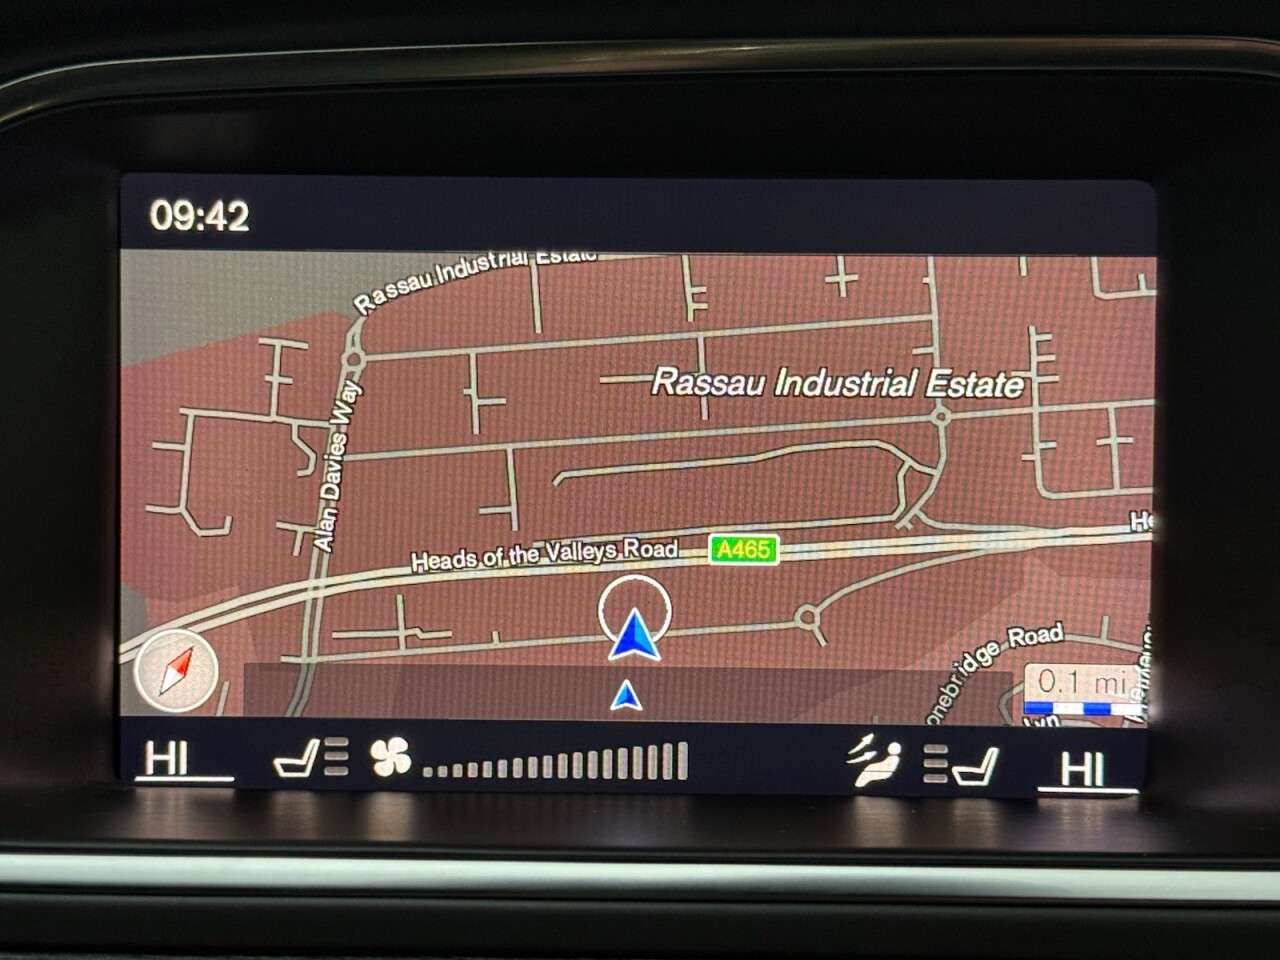 09:42
Rassau Industrial Estate
Rassau Industrial Estate
Alan Davies Way
Heads of the Valleys Road
A465
Road
0.1 mi
HI
HI